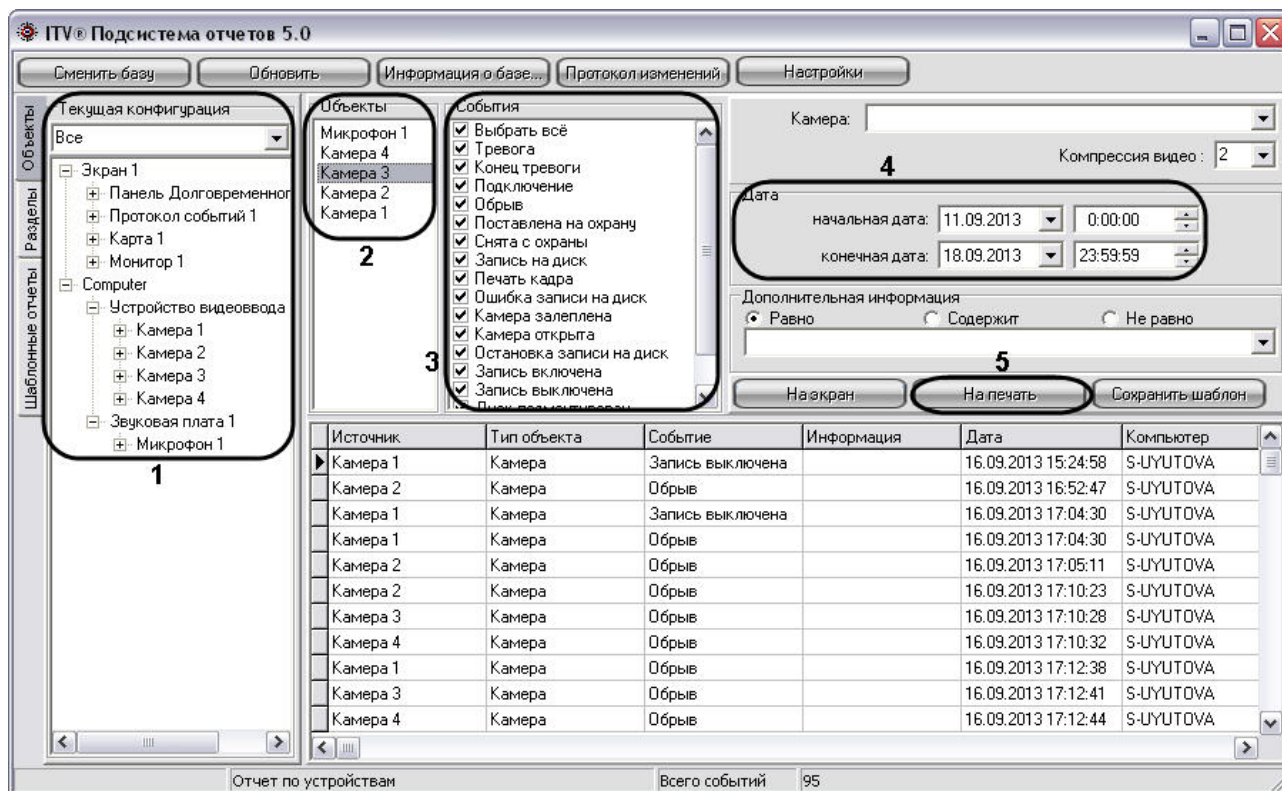 ITV® Подсистема отчетов 5.0
Сменить базу
Обновить
Информация о базе...
Протокол изменений
Настройки
Объекты
Разделы
Шаблонные отчеты
Текущая конфигурация
Все
Экран 1
Панель Долговременног
Протокол событий 1
Карта 1
Монитор 1
Computer
Устройство видеоввода
Камера 1
Камера 2
Камера 3
Камера 4
Звуковая плата 1
Микрофон 1
1
Объекты
Микрофон 1
Камера 4
Камера 3
Камера 2
Камера 1
2
События
Выбрать всё
Тревога
Конец тревоги
Подключение
Обрыв
Поставлена на охрану
Снята с охраны
Запись на диск
Печать кадра
Ошибка записи на диск
Камера залеплена
Камера открыта
Остановка записи на диск
Запись включена
Запись выключена
3
Камера:
Компрессия видео : 2
4
Дата
начальная дата: 11.09.2013 0:00:00
конечная дата: 18.09.2013 23:59:59
Дополнительная информация
Равно Содержит Не равно
5
На экран На печать Сохранить шаблон
Источник Тип объекта Событие Информация Дата Компьютер
Камера 1 Камера Запись выключена 16.09.2013 15:24:58 S-UYUTOVA
Камера 2 Камера Обрыв 16.09.2013 16:52:47 S-UYUTOVA
Камера 1 Камера Запись выключена 16.09.2013 17:04:30 S-UYUTOVA
Камера 1 Камера Обрыв 16.09.2013 17:04:30 S-UYUTOVA
Камера 2 Камера Обрыв 16.09.2013 17:05:11 S-UYUTOVA
Камера 2 Камера Обрыв 16.09.2013 17:10:23 S-UYUTOVA
Камера 3 Камера Обрыв 16.09.2013 17:10:28 S-UYUTOVA
Камера 4 Камера Обрыв 16.09.2013 17:10:32 S-UYUTOVA
Камера 1 Камера Обрыв 16.09.2013 17:12:38 S-UYUTOVA
Камера 3 Камера Обрыв 16.09.2013 17:12:41 S-UYUTOVA
Камера 4 Камера Обрыв 16.09.2013 17:12:44 S-UYUTOVA
Отчет по устройствам Всего событий 95